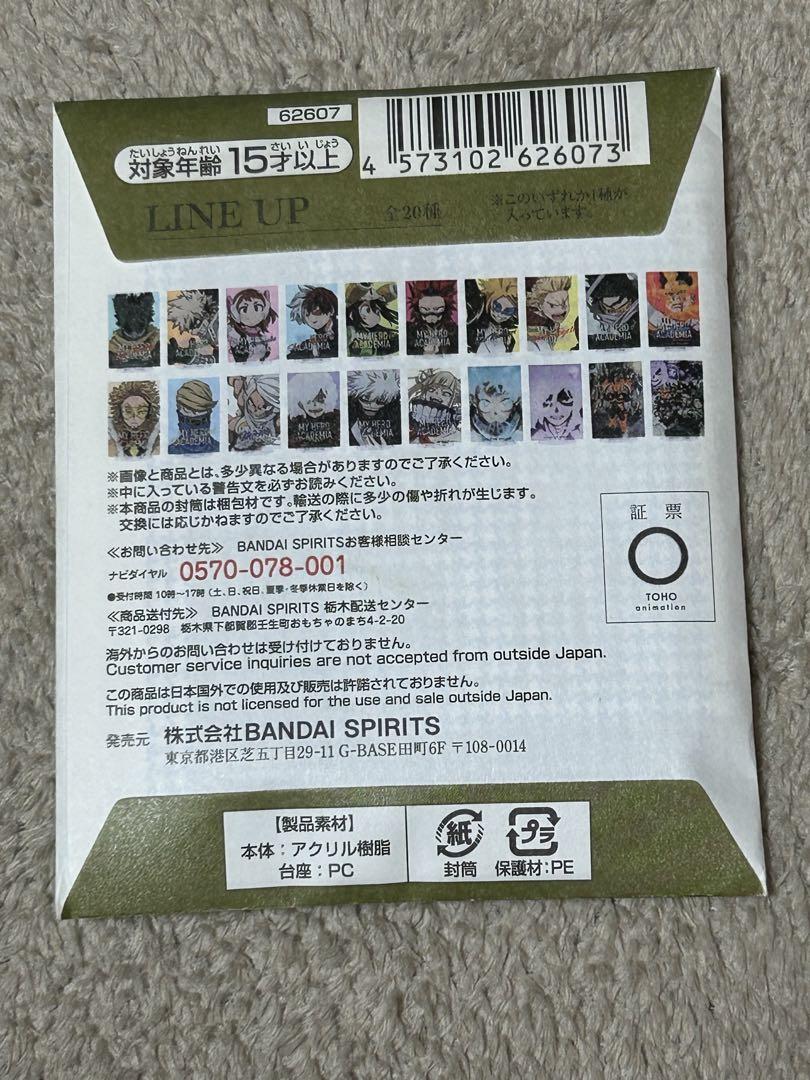 62607
たいしょうねんれい さい いじょう
対象年齢 15才以上
4 573102 626073
LINE UP 全20種 ※このいずれか1種が
入っています。
MY HERO ACADEMIA
※画像と商品とは、多少異なる場合がありますのでご了承ください。
※中に入っている警告文を必ずお読みください。
※本商品の封筒は梱包材です。輸送の際に多少の傷や折れが生じます。
交換には応じかねますのでご了承ください。
≪お問い合わせ先≫ BANDAI SPIRITSお客様相談センター
ナビダイヤル 0570-078-001
●受付時間 10時〜17時 (土、日、祝日、夏季・冬季休業日を除く)
≪商品送付先≫ BANDAI SPIRITS 栃木配送センター
〒321-0298 栃木県下都賀郡壬生町おもちゃのまち4-2-20
海外からのお問い合わせは受け付けておりません。
Customer service inquiries are not accepted from outside Japan.
この商品は日本国外での使用及び販売は許諾されておりません。
This product is not licensed for the use and sale outside Japan.
発売元 株式会社BANDAI SPIRITS
東京都港区芝五丁目29-11 G-BASE田町6F 〒108-0014
証票
TOHO
animation
【製品素材】
本体：アクリル樹脂
台座：PC
紙
封筒
プラ
保護材:PE